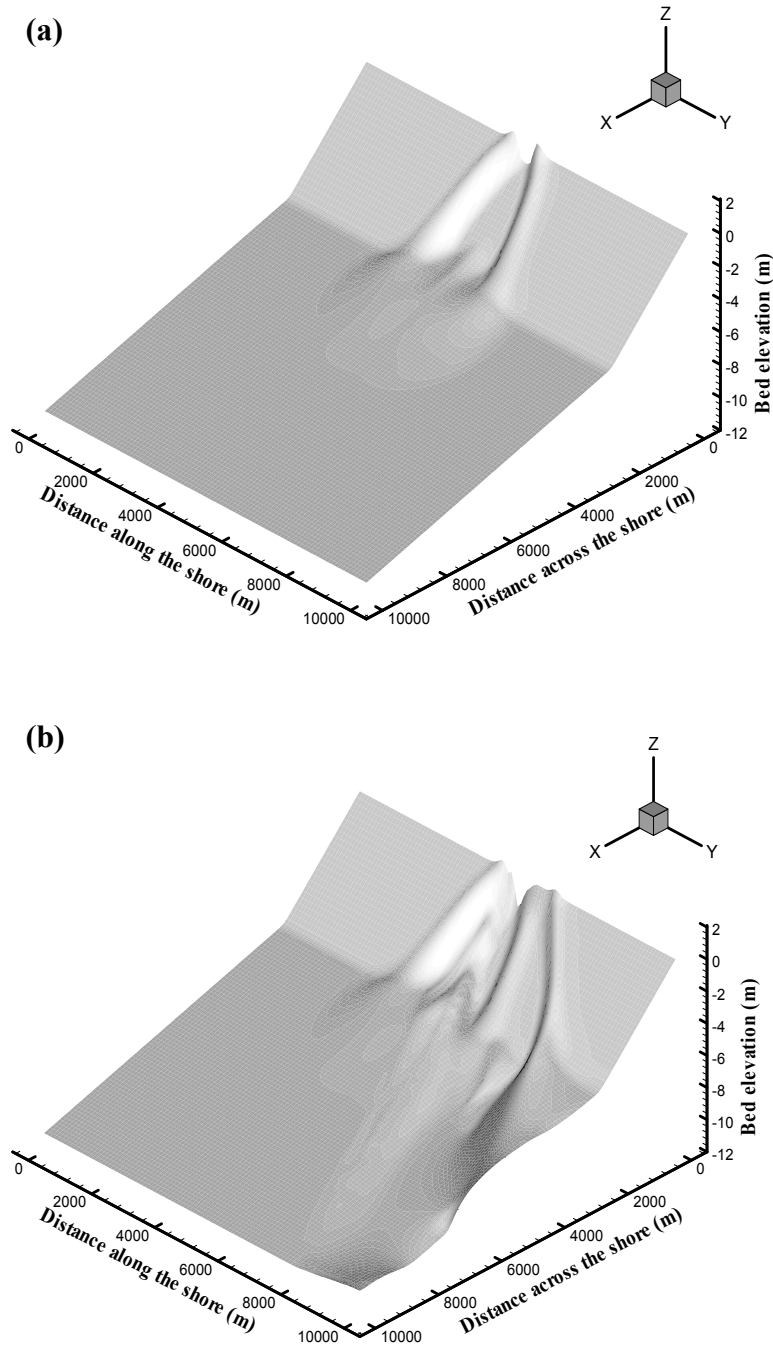 (a)
Z
X
Y
2
0
-2
-4
-6
-8
-10
-12
Bed elevation (m)
0
2000
4000
6000
8000
10000
Distance along the shore (m)
0
2000
4000
6000
8000
10000
Distance across the shore (m)
(b)
Z
X
Y
2
0
-2
-4
-6
-8
-10
-12
Bed elevation (m)
0
2000
4000
6000
8000
10000
Distance along the shore (m)
0
2000
4000
6000
8000
10000
Distance across the shore (m)